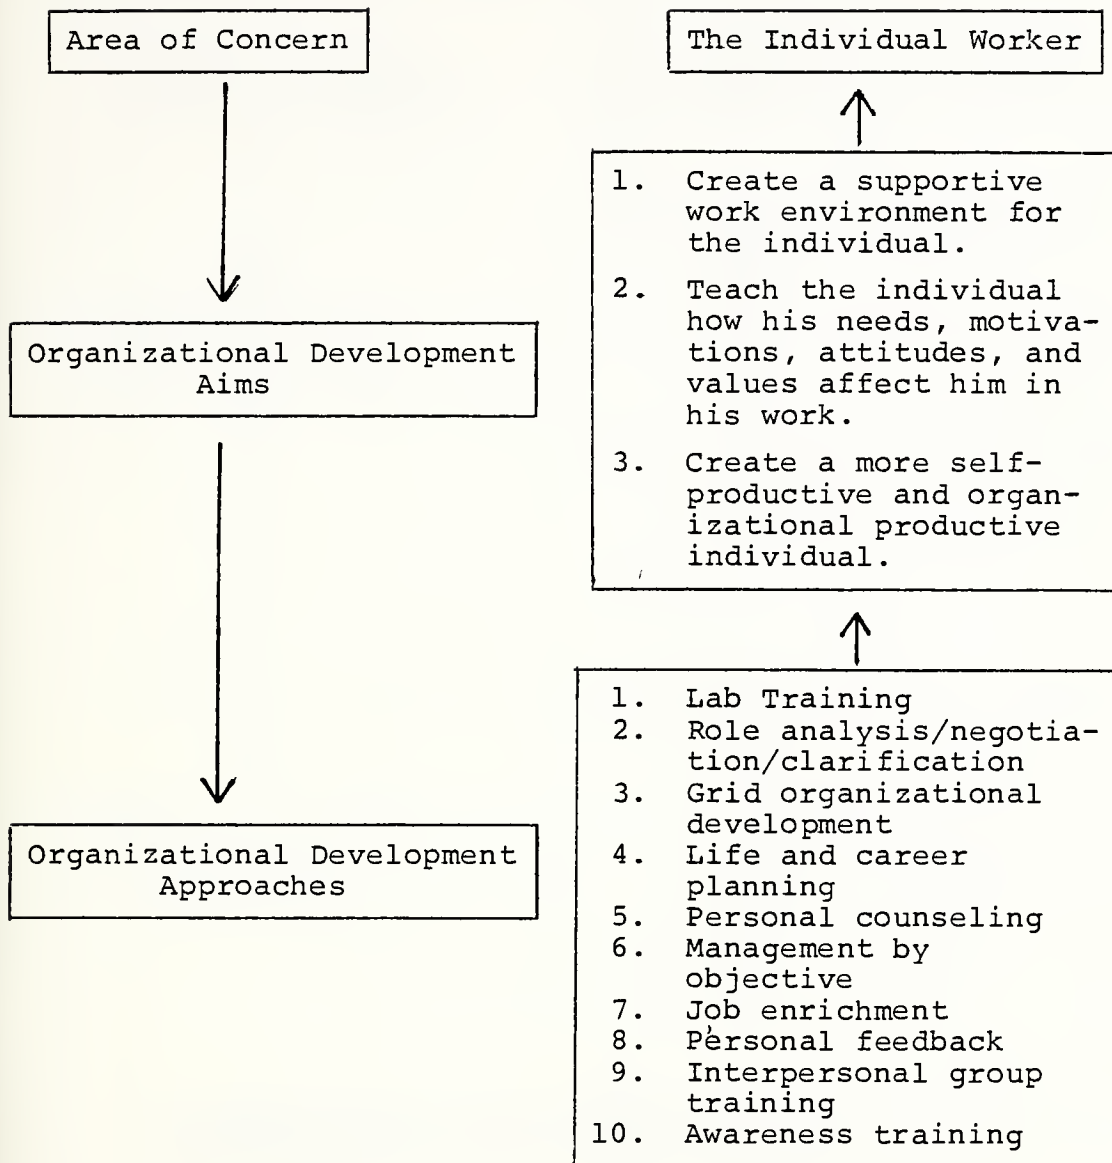 Area of Concern
Organizational Development
Aims
Organizational Development
Approaches
The Individual Worker
1. Create a supportive
work environment for
the individual.
2. Teach the individual
how his needs, motiva-
tions, attitudes, and
values affect him in
his work.
3. Create a more self-
productive and organ-
izational productive
individual.
1. Lab Training
2. Role analysis/negotia-
tion/clarification
3. Grid organizational
development
4. Life and career
planning
5. Personal counseling
6. Management by
objective
7. Job enrichment
8. Personal feedback
9. Interpersonal group
training
10. Awareness training